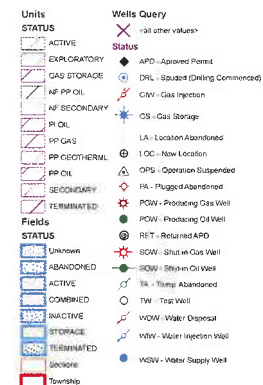 Units
STATUS
ACTIVE
EXPLORATORY
GAS STORAGE
NF PP OIL
NF SECONDARY
PI OIL
PP GAS
PP GEOTHERML
PP OIL
SECONDARY
TERMINATED
Fields
STATUS
Unknown
ABANDONED
ACTIVE
COMBINED
INACTIVE
STORAGE
TERMINATED
Sections
Township
Wells Query
<all other values>
Status
APD - Aproved Permit
DRL - Spuded (Drilling Commenced)
GIW - Gas Injection
GS - Gas Storage
LA - Location Abandoned
LOC - New Location
OPS - Operation Suspended
PA - Plugged Abandoned
PGW - Producing Gas Well
POW - Producing Oil Well
RET - Returned APD
SGW - Shut-in Gas Well
SOW - Shut-in Oil Well
TA - Temp Abandoned
TW - Test Well
WDW - Water Disposal
WIW - Water Injection Well
WSW - Water Supply Well